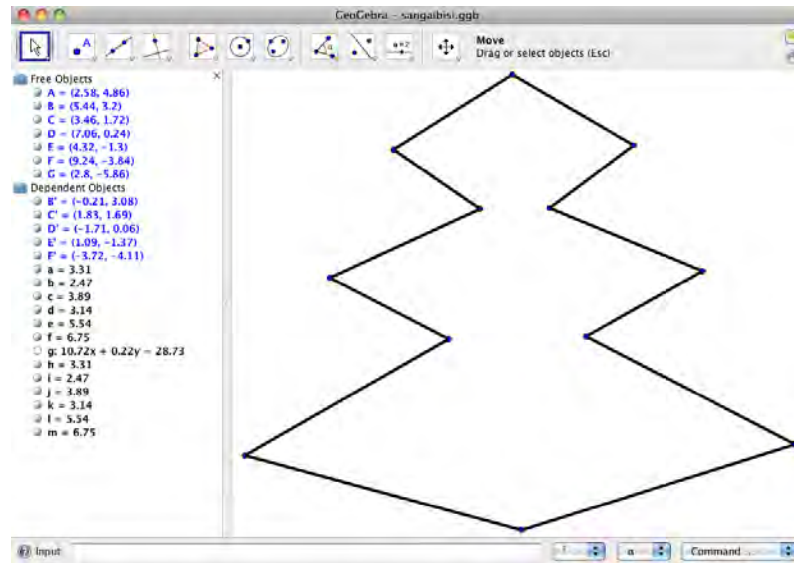 GeoGebra – sangaibisi.ggb
A
a=2
Move
Drag or select objects (Esc)
Free Objects
A = (2.58, 4.86)
B = (5.44, 3.2)
C = (3.46, 1.72)
D = (7.06, 0.24)
E = (4.32, -1.3)
F = (9.24, -3.84)
G = (2.8, -5.86)
Dependent Objects
B' = (-0.21, 3.08)
C' = (1.83, 1.69)
D' = (-1.71, 0.06)
E' = (1.09, -1.37)
F' = (-3.72, -4.11)
a = 3.31
b = 2.47
c = 3.89
d = 3.14
e = 5.54
f = 6.75
g: 10.72x + 0.22y = 28.73
h = 3.31
i = 2.47
j = 3.89
k = 3.14
l = 5.54
m = 6.75
Input:
α
Command ...